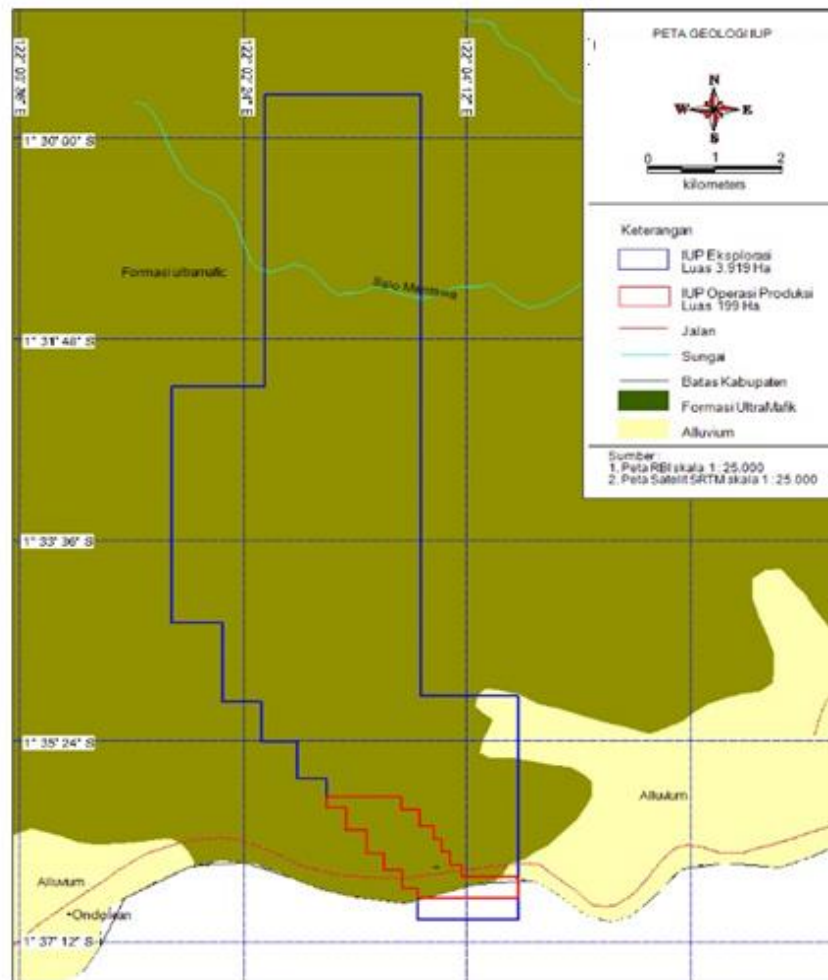 PETA GEOLOGI IUP
N
W E
S
0 1 2
kilometers
Keterangan
IUP Eksplorasi
Luas 3.919 Ha
IUP Operasi Produksi
Luas 199 Ha
Jalan
Sungai
Batas Kabupaten
Formasi UltraMafik
Alluvium
Sumber :
1. Peta RBI skala 1 : 25.000
2. Peta Satelit SRTM skala 1 : 25.000
122° 00' 36" E
122° 02' 24" E
122° 04' 12" E
1° 30' 00" S
Formasi ultramafic
Salo
1° 31' 48" S
1° 33' 36" S
1° 35' 24" S
Alluvium
Alluvium
Ondolean
1° 37' 12" S